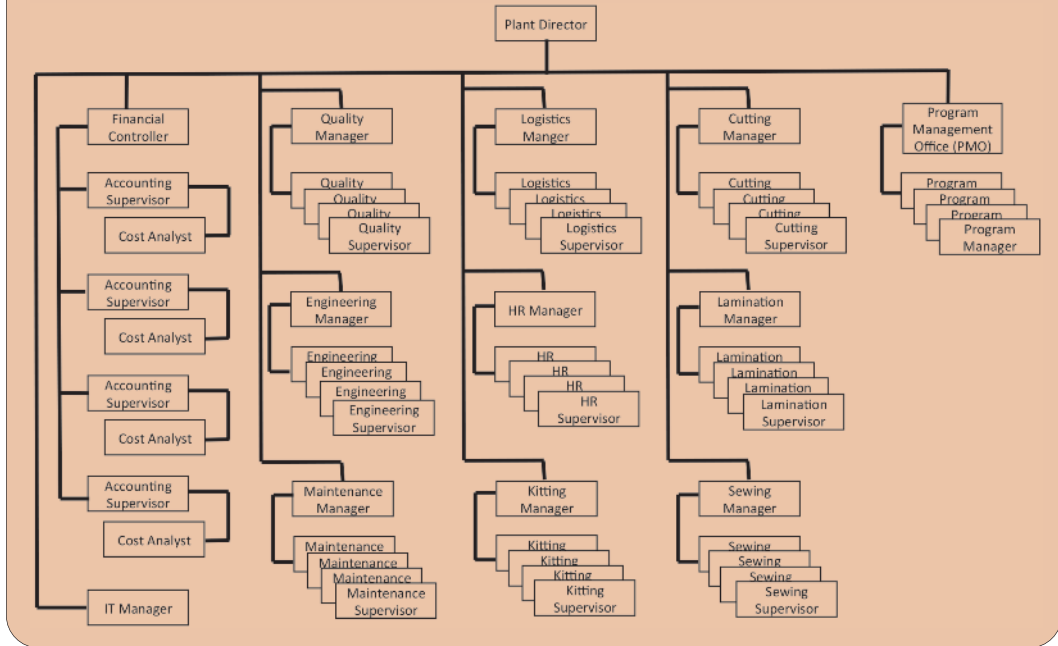 Plant Director
Financial
Controller
Quality
Manager
Logistics
Manger
Cutting
Manager
Program
Management
Office (PMO)
Accounting
Supervisor
Cost Analyst
Quality
Quality
Quality
Quality
Supervisor
Logistics
Logistics
Logistics
Logistics
Supervisor
Cutting
Cutting
Cutting
Cutting
Supervisor
Program
Program
Program
Program
Manager
Accounting
Supervisor
Cost Analyst
Engineering
Manager
HR Manager
Lamination
Manager
Engineering
Engineering
Engineering
Engineering
Supervisor
HR
HR
HR
HR
Supervisor
Lamination
Lamination
Lamination
Lamination
Supervisor
Accounting
Supervisor
Cost Analyst
Accounting
Supervisor
Cost Analyst
Maintenance
Manager
Kitting
Manager
Sewing
Manager
Maintenance
Maintenance
Maintenance
Maintenance
Supervisor
Kitting
Kitting
Kitting
Kitting
Supervisor
Sewing
Sewing
Sewing
Sewing
Supervisor
IT Manager